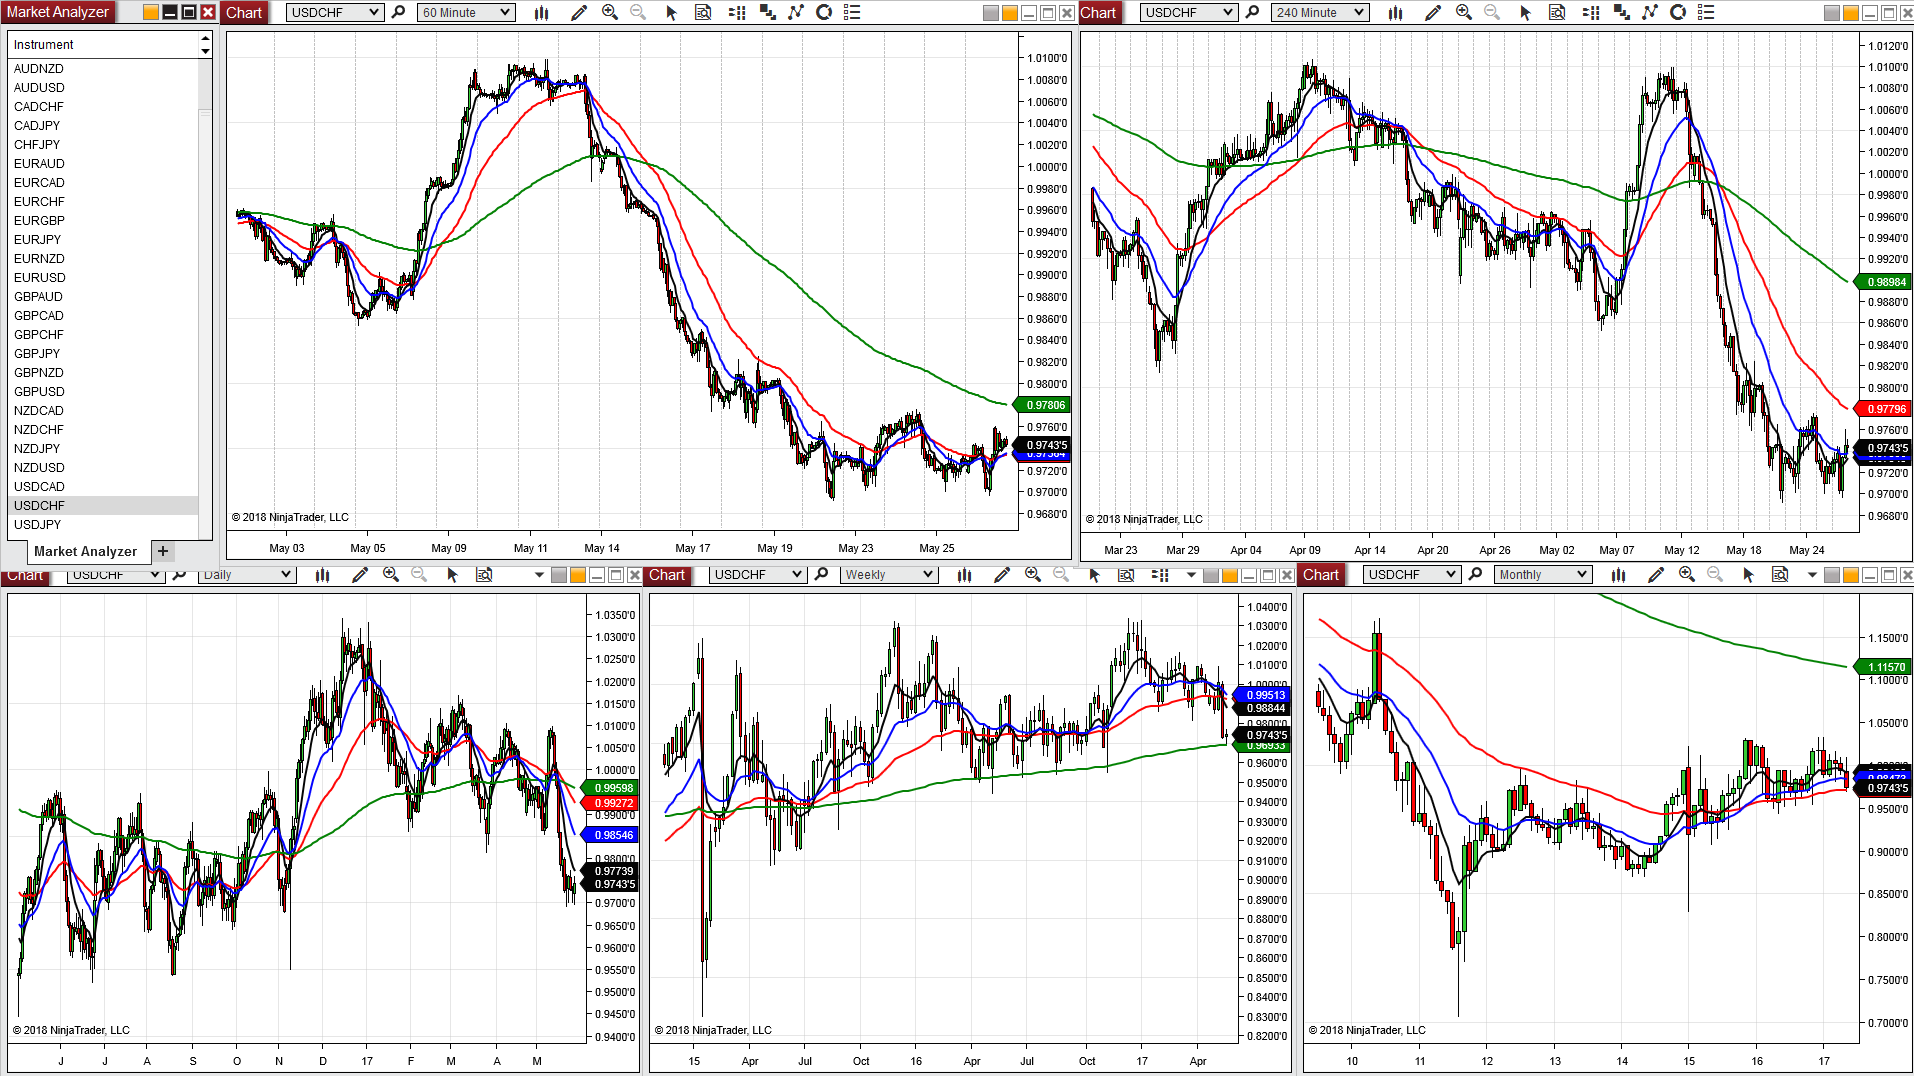 Market Analyzer
Instrument
AUDNZD
AUDUSD
CADCHF
CADJPY
CHFJPY
EURAUD
EURCAD
EURCHF
EURGBP
EURJPY
EURNZD
EURUSD
GBPAUD
GBPCAD
GBPCHF
GBPJPY
GBPNZD
GBPUSD
NZDCAD
NZDCHF
NZDJPY
NZDUSD
USDCAD
USDCHF
USDJPY
Market Analyzer +
Chart USDCHF 60 Minute
1.0100'0
1.0080'0
1.0060'0
1.0040'0
1.0020'0
1.0000'0
0.9980'0
0.9960'0
0.9940'0
0.9920'0
0.9900'0
0.9880'0
0.9860'0
0.9840'0
0.9820'0
0.9800'0
0.97806
0.9760'0
0.9743'5
0.9720'0
0.9700'0
0.9680'0
© 2018 NinjaTrader, LLC
May 03 May 05 May 09 May 11 May 14 May 17 May 19 May 23 May 25
Chart USDCHF 240 Minute
1.0120'0
1.0100'0
1.0080'0
1.0060'0
1.0040'0
1.0020'0
1.0000'0
0.9980'0
0.9960'0
0.9940'0
0.9920'0
0.98984
0.9880'0
0.9860'0
0.9840'0
0.9820'0
0.9800'0
0.97796
0.9760'0
0.9743'5
0.9720'0
0.9700'0
0.9680'0
© 2018 NinjaTrader, LLC
Mar 23 Mar 29 Apr 04 Apr 09 Apr 14 Apr 20 Apr 26 May 02 May 07 May 12 May 18 May 24
Chart USDCHF Daily
1.0350'0
1.0300'0
1.0250'0
1.0200'0
1.0150'0
1.0100'0
1.0050'0
1.0000'0
0.99598
0.99272
0.9900'0
0.98546
0.9800'0
0.97739
0.9743'5
0.9700'0
0.9650'0
0.9600'0
0.9550'0
0.9500'0
0.9450'0
0.9400'0
© 2018 NinjaTrader, LLC
J J A S O N D 17 F M A M
Chart USDCHF Weekly
1.0400'0
1.0300'0
1.0200'0
1.0100'0
1.0000'0
0.99513
0.98844
0.9800'0
0.9743'5
0.96933
0.9600'0
0.9500'0
0.9400'0
0.9300'0
0.9200'0
0.9100'0
0.9000'0
0.8900'0
0.8800'0
0.8700'0
0.8600'0
0.8500'0
0.8400'0
0.8300'0
0.8200'0
© 2018 NinjaTrader, LLC
15 Apr Jul Oct 16 Apr Jul Oct 17 Apr
Chart USDCHF Monthly
1.1500'0
1.11570
1.1000'0
1.0500'0
0.9743'5
0.9500'0
0.9000'0
0.8500'0
0.8000'0
0.7500'0
0.7000'0
© 2018 NinjaTrader, LLC
10 11 12 13 14 15 16 17